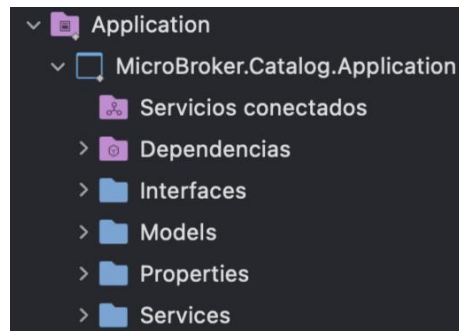 Application
MicroBroker.Catalog.Application
Servicios conectados
Dependencias
Interfaces
Models
Properties
Services